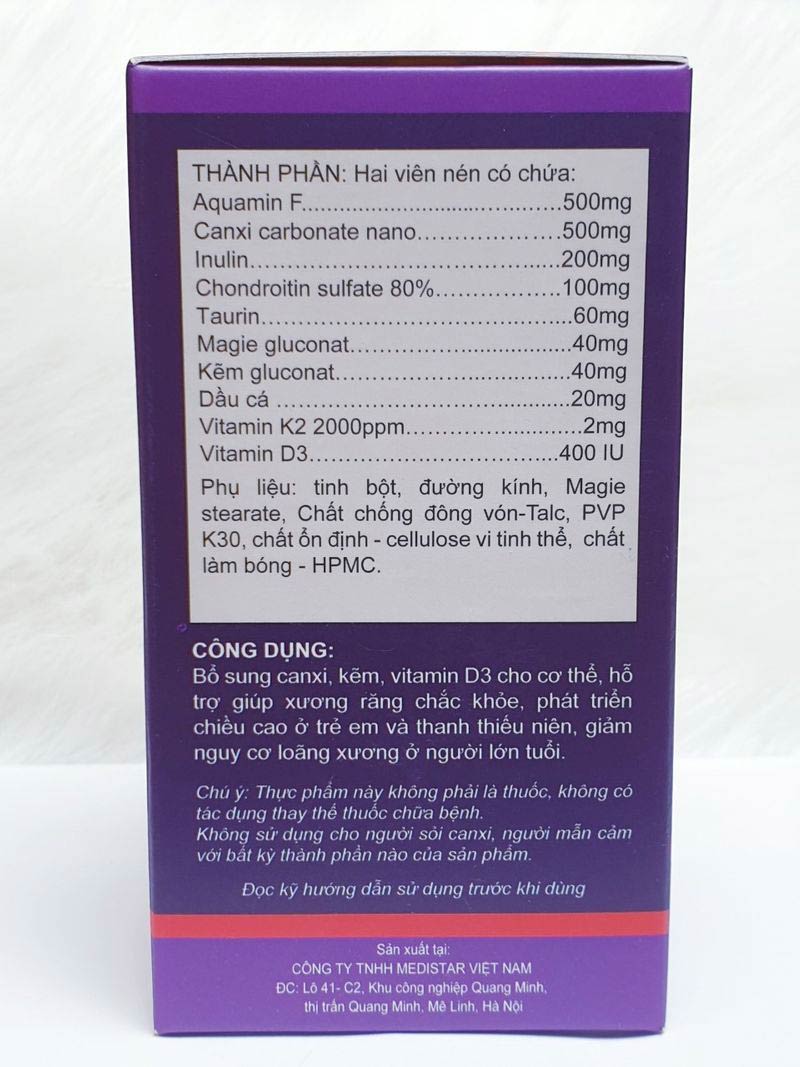 THÀNH PHẦN: Hai viên nén có chứa:
Aquamin F..............................................500mg
Canxi carbonate nano....................500mg
Inulin..............................................200mg
Chondroitin sulfate 80%.................100mg
Taurin..............................................60mg
Magie gluconat..................................40mg
Kẽm gluconat....................................40mg
Dầu cá ............................................20mg
Vitamin K2 2000ppm..........................2mg
Vitamin D3....................................400 IU
Phụ liệu: tinh bột, đường kính, Magie
stearate, Chất chống đông vón-Talc, PVP
K30, chất ổn định - cellulose vi tinh thể, chất
làm bóng - HPMC.
CÔNG DỤNG:
Bổ sung canxi, kẽm, vitamin D3 cho cơ thể, hỗ
trợ giúp xương răng chắc khỏe, phát triển
chiều cao ở trẻ em và thanh thiếu niên, giảm
nguy cơ loãng xương ở người lớn tuổi.
Chú ý: Thực phẩm này không phải là thuốc, không có
tác dụng thay thế thuốc chữa bệnh.
Không sử dụng cho người sỏi canxi, người mẫn cảm
với bất kỳ thành phần nào của sản phẩm.
Đọc kỹ hướng dẫn sử dụng trước khi dùng
Sản xuất tại:
CÔNG TY TNHH MEDISTAR VIỆT NAM
ĐC: Lô 41- C2, Khu công nghiệp Quang Minh,
thị trấn Quang Minh, Mê Linh, Hà Nội